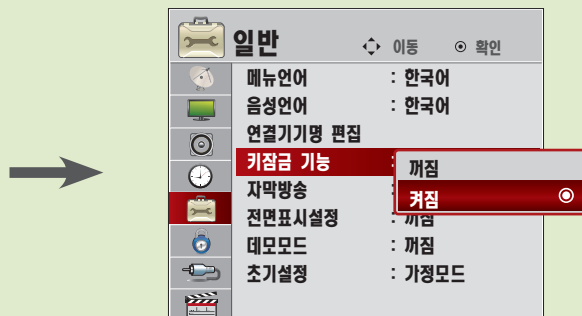 일반 이동 확인
메뉴언어 : 한국어
음성언어 : 한국어
연결기기명 편집
키잠금 기능 :
꺼짐
켜짐
자막방송
전면표시설정 : 꺼짐
데모모드 : 꺼짐
초기설정 : 가정모드